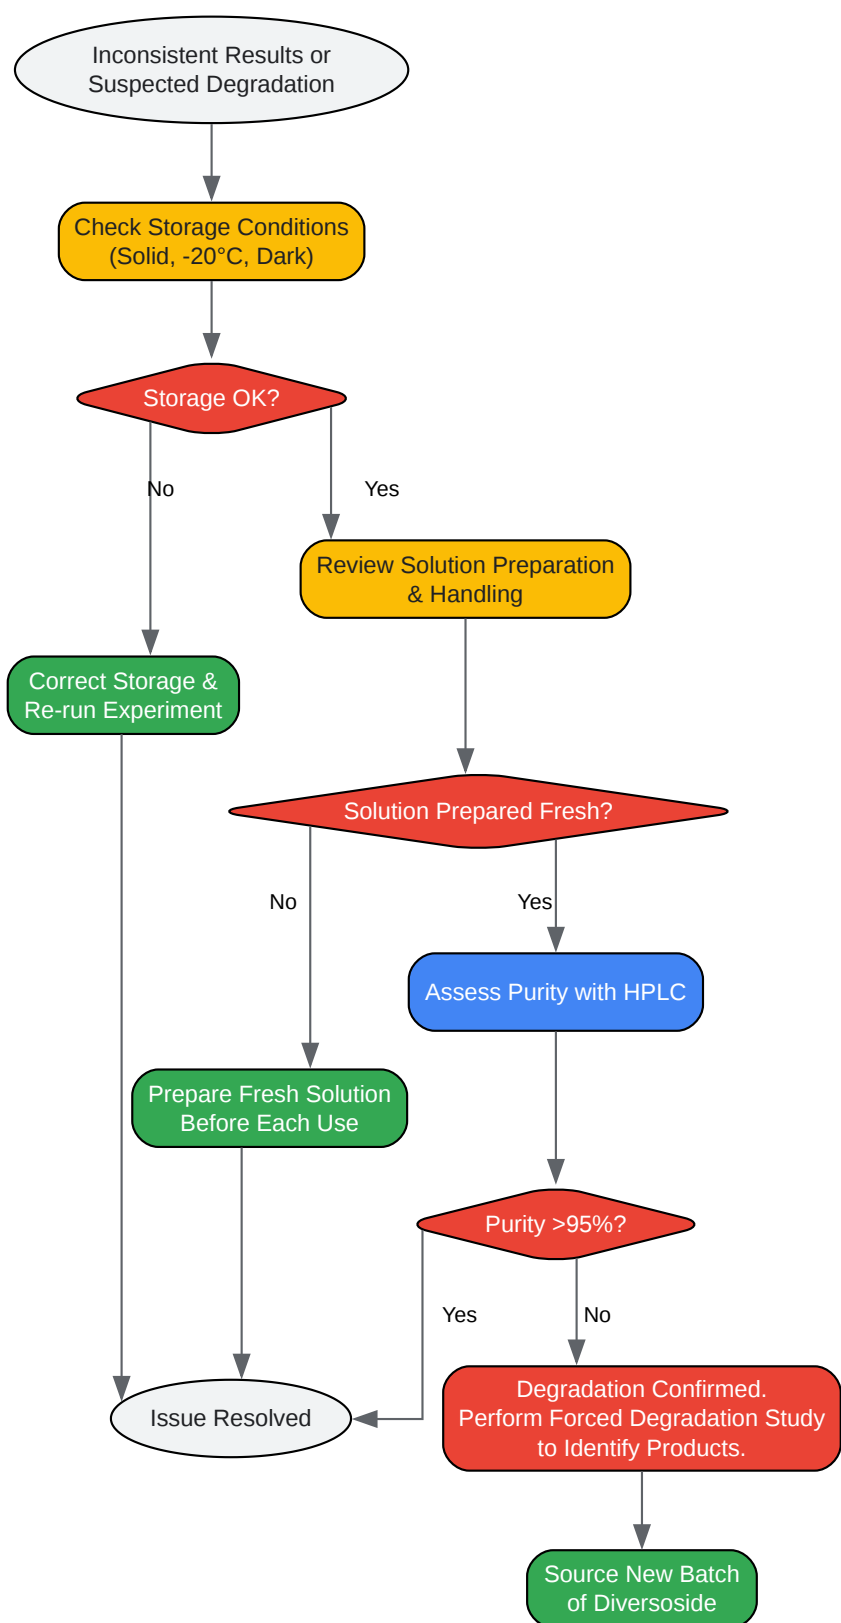 Inconsistent Results or
Suspected Degradation
Check Storage Conditions
(Solid, -20°C, Dark)
Storage OK?
No
Yes
Review Solution Preparation
& Handling
Correct Storage &
Re-run Experiment
Solution Prepared Fresh?
No
Yes
Assess Purity with HPLC
Prepare Fresh Solution
Before Each Use
Purity >95%?
Yes
No
Issue Resolved
Degradation Confirmed.
Perform Forced Degradation Study
to Identify Products.
Source New Batch
of Diversoside